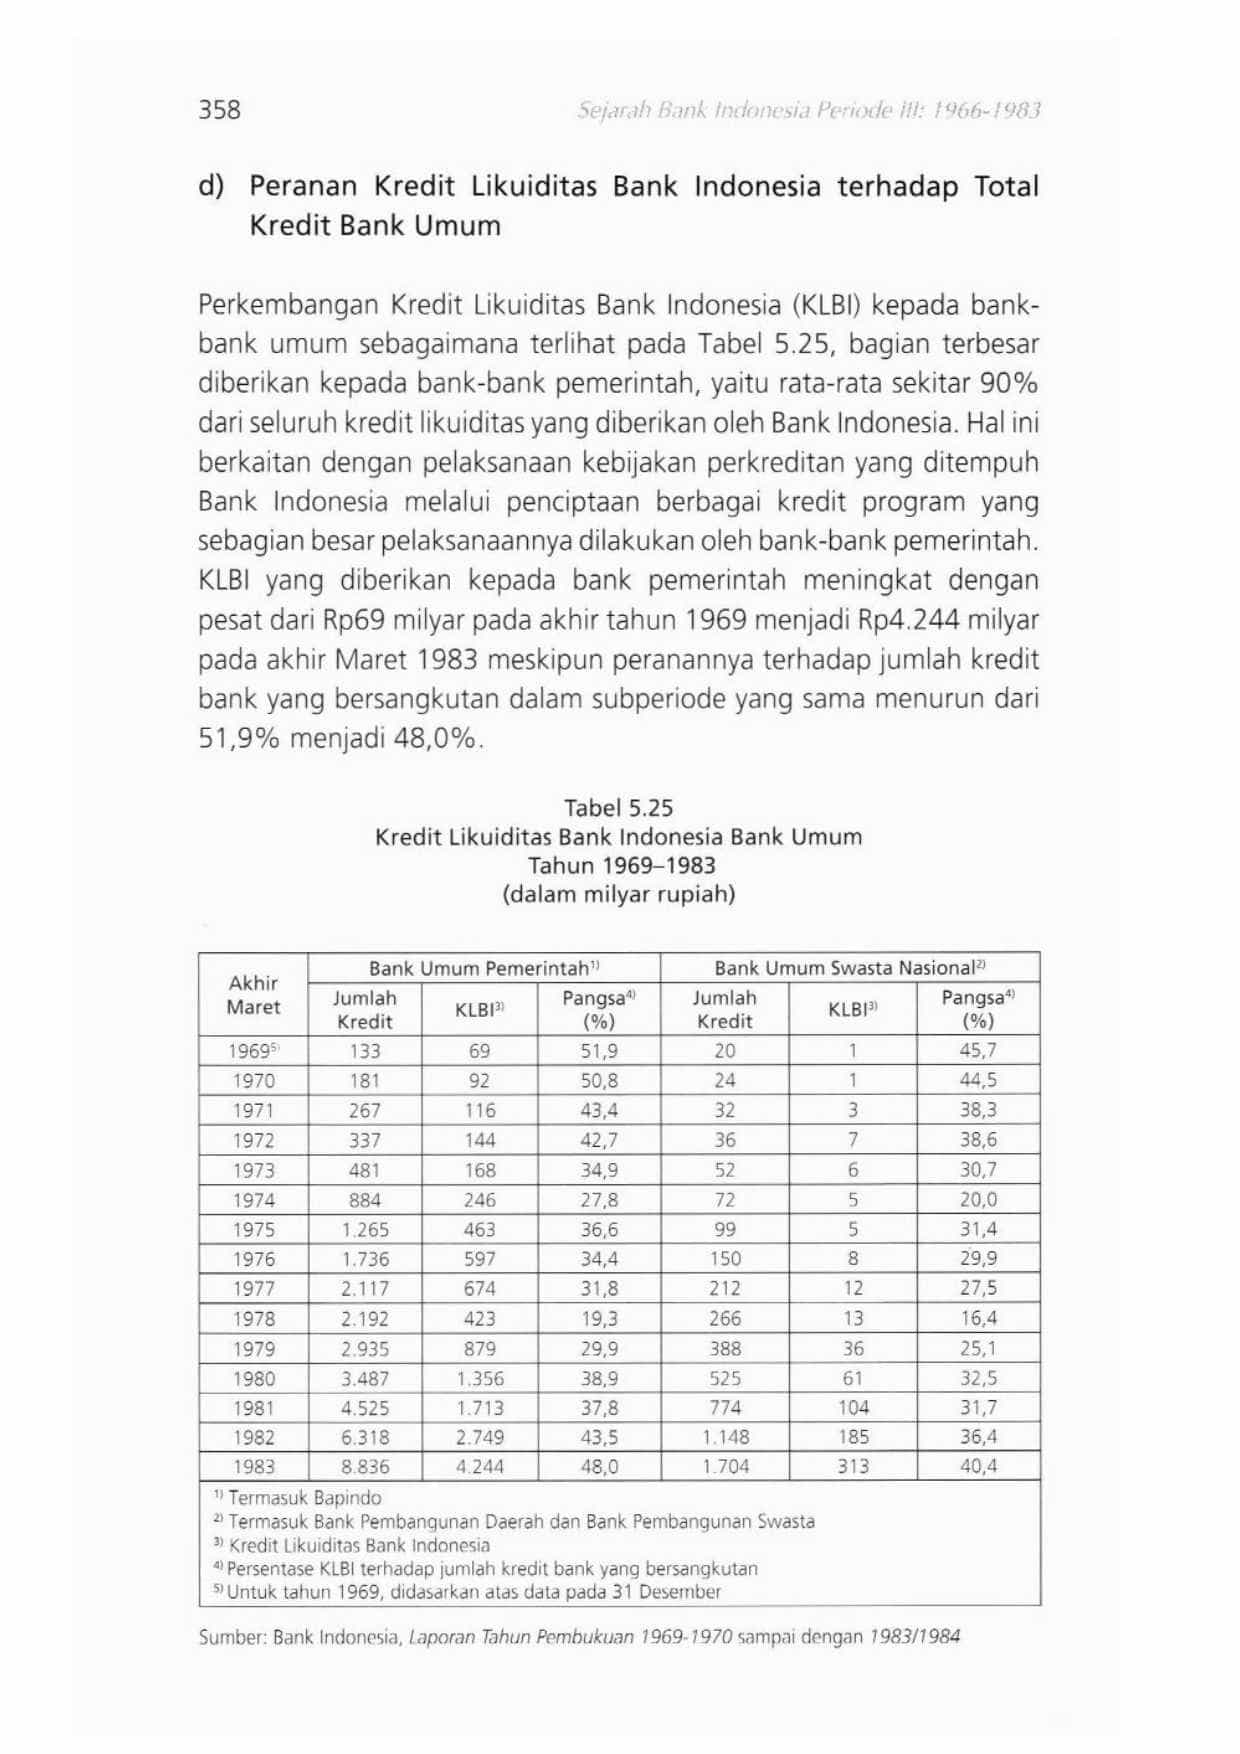 358
Sejarah Bank Indonesia Periode III: 1966-1983
d) Peranan Kredit Likuiditas Bank Indonesia terhadap Total
Kredit Bank Umum
Perkembangan Kredit Likuiditas Bank Indonesia (KLBI) kepada bank-
bank umum sebagaimana terlihat pada Tabel 5.25, bagian terbesar
diberikan kepada bank-bank pemerintah, yaitu rata-rata sekitar 90%
dari seluruh kredit likuiditas yang diberikan oleh Bank Indonesia. Hal ini
berkaitan dengan pelaksanaan kebijakan perkreditan yang ditempuh
Bank Indonesia melalui penciptaan berbagai kredit program yang
sebagian besar pelaksanaannya dilakukan oleh bank-bank pemerintah.
KLBI yang diberikan kepada bank pemerintah meningkat dengan
pesat dari Rp69 milyar pada akhir tahun 1969 menjadi Rp4.244 milyar
pada akhir Maret 1983 meskipun peranannya terhadap jumlah kredit
bank yang bersangkutan dalam subperiode yang sama menurun dari
51,9% menjadi 48,0%.
Tabel 5.25
Kredit Likuiditas Bank Indonesia Bank Umum
Tahun 1969–1983
(dalam milyar rupiah)
Akhir Maret Bank Umum Pemerintah1) Bank Umum Swasta Nasional2)
Jumlah Kredit KLBI3) Pangsa4) (%) Jumlah Kredit KLBI3) Pangsa4) (%)
19695) 133 69 51,9 20 1 45,7
1970 181 92 50,8 24 1 44,5
1971 267 116 43,4 32 3 38,3
1972 337 144 42,7 36 7 38,6
1973 481 168 34,9 52 6 30,7
1974 884 246 27,8 72 5 20,0
1975 1.265 463 36,6 99 5 31,4
1976 1.736 597 34,4 150 8 29,9
1977 2.117 674 31,8 212 12 27,5
1978 2.192 423 19,3 266 13 16,4
1979 2.935 879 29,9 388 36 25,1
1980 3.487 1.356 38,9 525 61 32,5
1981 4.525 1.713 37,8 774 104 31,7
1982 6.318 2.749 43,5 1.148 185 36,4
1983 8.836 4.244 48,0 1.704 313 40,4
1) Termasuk Bapindo
2) Termasuk Bank Pembangunan Daerah dan Bank Pembangunan Swasta
3) Kredit Likuiditas Bank Indonesia
4) Persentase KLBI terhadap jumlah kredit bank yang bersangkutan
5) Untuk tahun 1969, didasarkan atas data pada 31 Desember
Sumber: Bank Indonesia, Laporan Tahun Pembukuan 1969-1970 sampai dengan 1983/1984